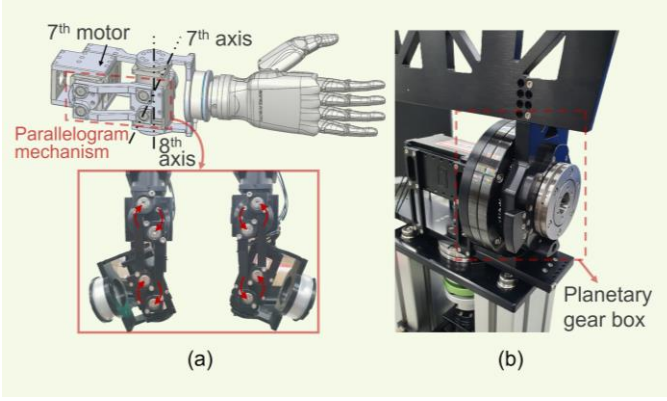 7th motor
7th axis
Parallelogram
mechanism
8th
axis
Planetary
gear box
(a)
(b)